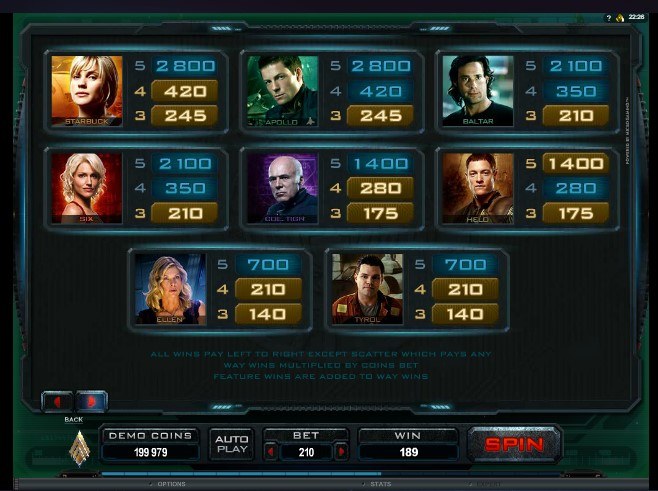 ? 22:26
5 2800
4 420
3 245
STARBUCK
5 2800
4 420
3 245
APOLLO
5 2100
4 350
3 210
BALTAR
5 2100
4 350
3 210
SIX
5 1400
4 280
3 175
COL. TIGH
5 1400
4 280
3 175
HELO
5 700
4 210
3 140
ELLEN
5 700
4 210
3 140
TYROL
ALL WINS PAY LEFT TO RIGHT EXCEPT SCATTER WHICH PAYS ANY
WAY WINS MULTIPLIED BY COINS BET
FEATURE WINS ARE ADDED TO WAY WINS
BACK
DEMO COINS
199 979
AUTO
PLAY
BET
210
WIN
189
SPIN
OPTIONS
STATS